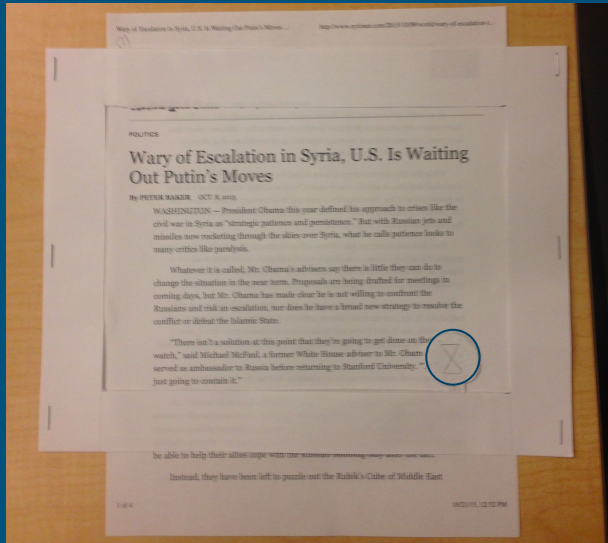 Wary of Escalation in Syria, U.S. Is Waiting Out Putin's Moves ...
POLITICS
Wary of Escalation in Syria, U.S. Is Waiting
Out Putin's Moves
By PETER BAKER OCT. 8, 2015
WASHINGTON — President Obama this year defined his approach to crises like the
civil war in Syria as "strategic patience and persistence." But with Russian jets and
missiles now rocketing through the skies over Syria, what he calls patience looks to
many critics like paralysis.
Whatever it is called, Mr. Obama's advisers say there is little they can do to
change the situation in the near term. Proposals are being drafted for meetings in
coming days, but Mr. Obama has made clear he is not willing to confront the
Russians and risk an escalation, nor does he have a broad new strategy to resolve the
conflict or defeat the Islamic State.
"There isn't a solution at this point that they're going to get done on the
watch," said Michael McFaul, a former White House adviser to Mr. Obam
served as ambassador to Russia before returning to Stanford University.
just going to contain it."
be able to help their allies cope with the
Instead, they have been left to puzzle out the Rubik's Cube of Middle East
1 of 4